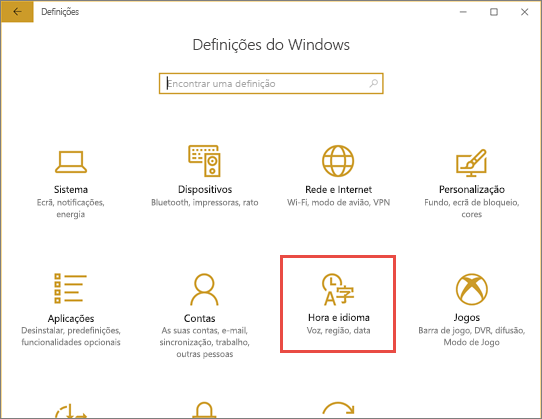 Definições
Definições do Windows
Encontrar uma definição
Sistema
Ecrã, notificações,
energia
Dispositivos
Bluetooth, impressoras, rato
Rede e Internet
Wi-Fi, modo de avião, VPN
Personalização
Fundo, ecrã de bloqueio,
cores
Aplicações
Desinstalar, predefinições,
funcionalidades opcionais
Contas
As suas contas, e-mail,
sincronização, trabalho,
outras pessoas
A字
Hora e idioma
Voz, região, data
Jogos
Barra de jogo, DVR, difusão,
Modo de Jogo